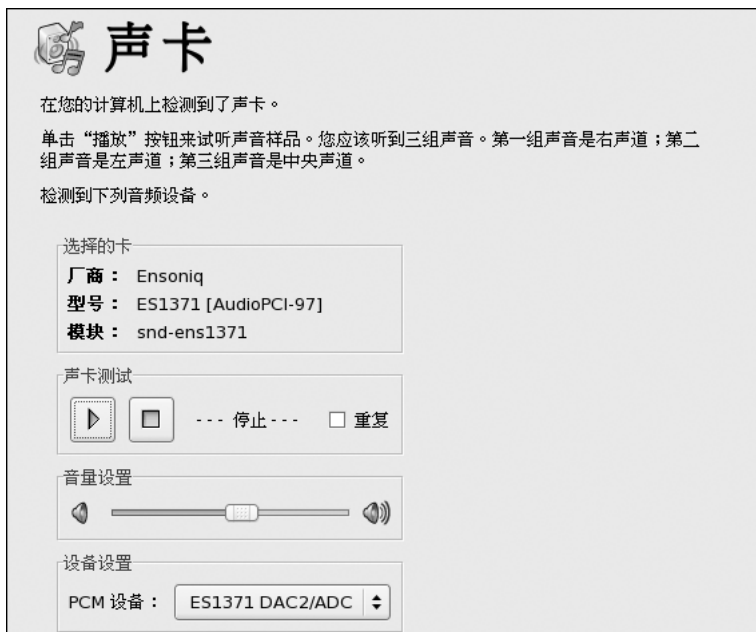 声卡
在您的计算机上检测到了声卡。
单击“播放”按钮来试听声音样品。您应该听到三组声音。第一组声音是右声道；第二
组声音是左声道；第三组声音是中央声道。
检测到下列音频设备。
选择的卡
厂商： Ensoniq
型号： ES1371 [AudioPCI-97]
模块： snd-ens1371
声卡测试
--- 停止--- 重复
音量设置
设备设置
PCM 设备： ES1371 DAC2/ADC